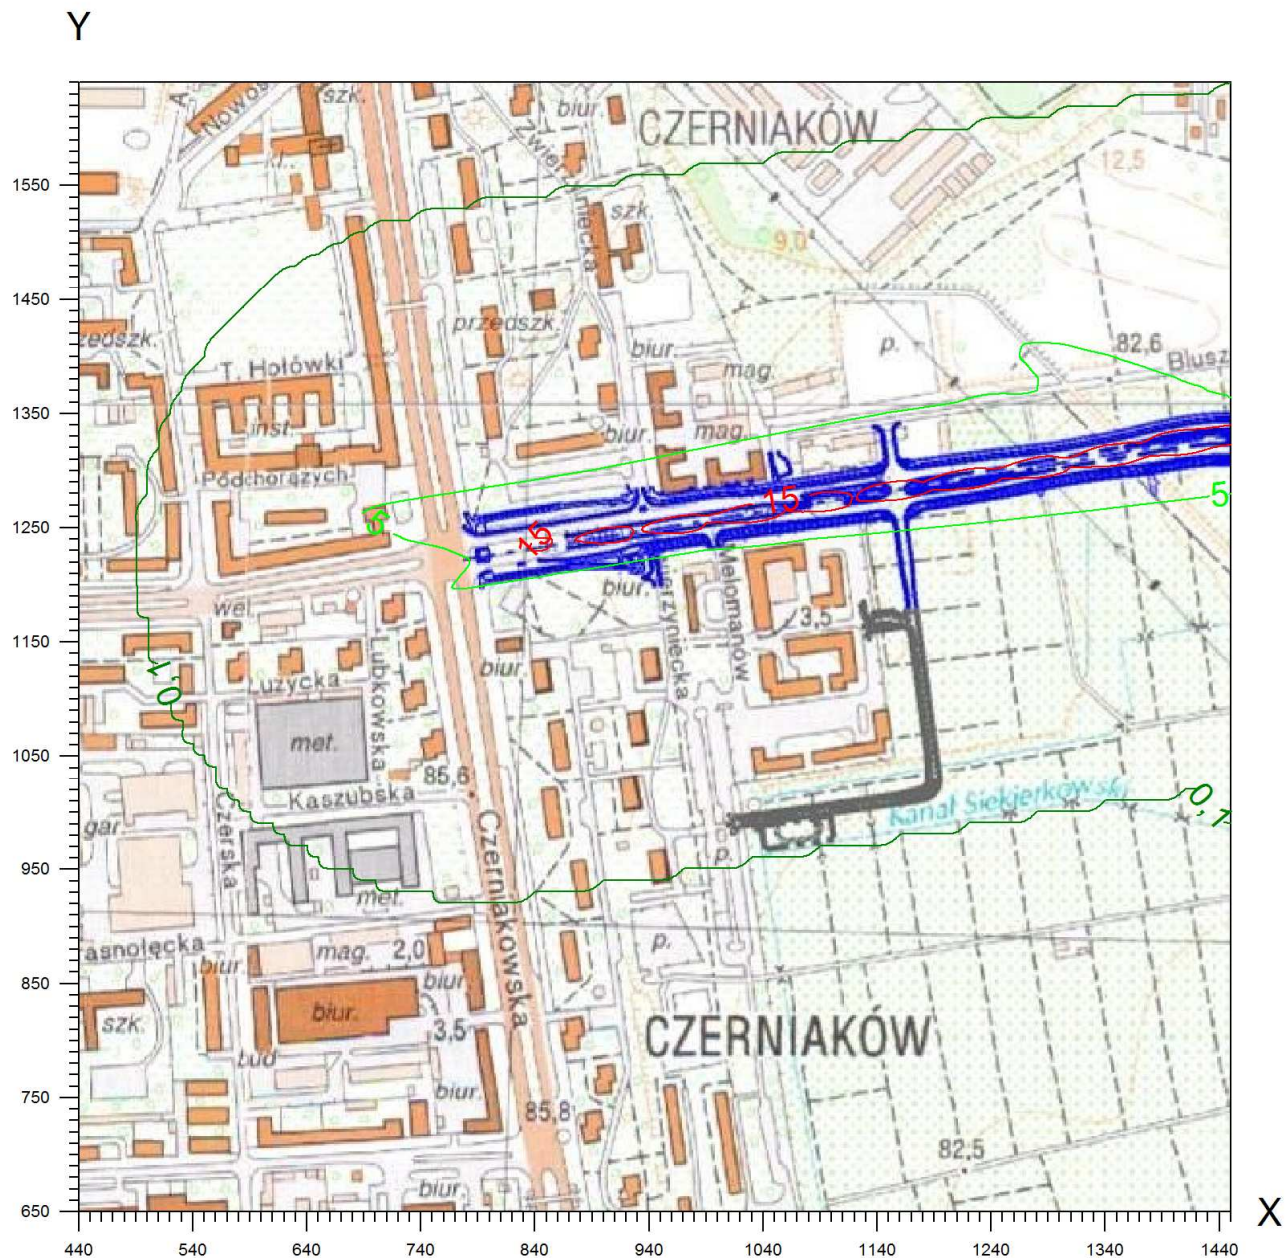 Y
szk.
Nowos
biur.
CZERNIAKÓW
12,5
1550
szk.
9,0
1450
przedszk.
zedszk.
biur.
p.
82,6
T. Hołówki
mag.
Blusz
1350
inst.
biur.
mag.
Podchorążych
15
5
5
15
1250
biur.
wel.
3,5
1150
Łużycka
Lubkowska
biur.
0,1
met.
1050
85,6
Kaszubska
Kanał Siekierkowski
0,1
gar
Czerska
Czerniakowska
p.
950
met.
asnołęcka
biur
mag.
2,0
p.
850
biur.
szk.
biur.
3,5
CZERNIAKÓW
biur.
85,8
750
82,5
biur.
650
X
440 540 640 740 840 940 1040 1140 1240 1340 1440